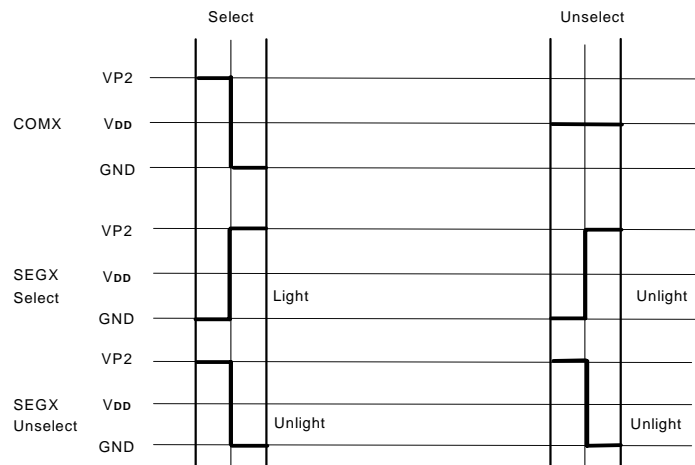 Select Unselect
VP2
COMX VDD
GND
VP2
SEGX VDD
Select Light Unlight
GND
VP2
SEGX VDD
Unselect Unlight Unlight
GND